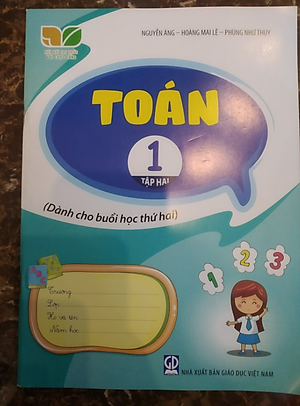 NGUYỄN ÁNG – HOÀNG MAI LÊ – PHÙNG NHƯ THỤY
TOÁN
1
TẬP HAI
(Dành cho buổi học thứ hai)
1 2 3
Trường
Lớp
Họ và tên
Năm học
GD
NHÀ XUẤT BẢN GIÁO DỤC VIỆT NAM